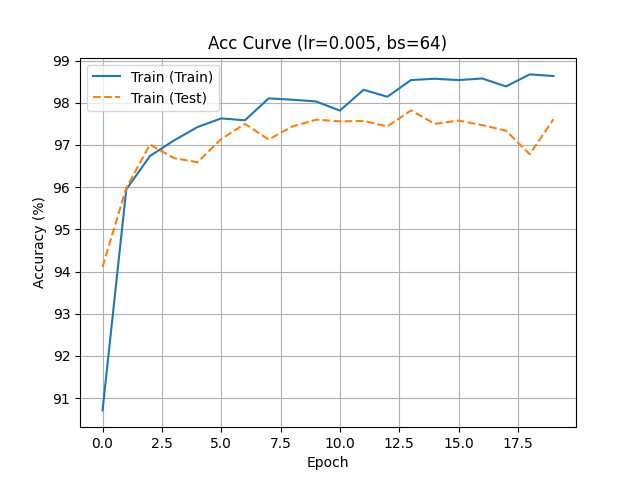 Acc Curve (lr=0.005, bs=64)
Train (Train)
Train (Test)
Accuracy (%)
99
98
97
96
95
94
93
92
91
0.0 2.5 5.0 7.5 10.0 12.5 15.0 17.5
Epoch